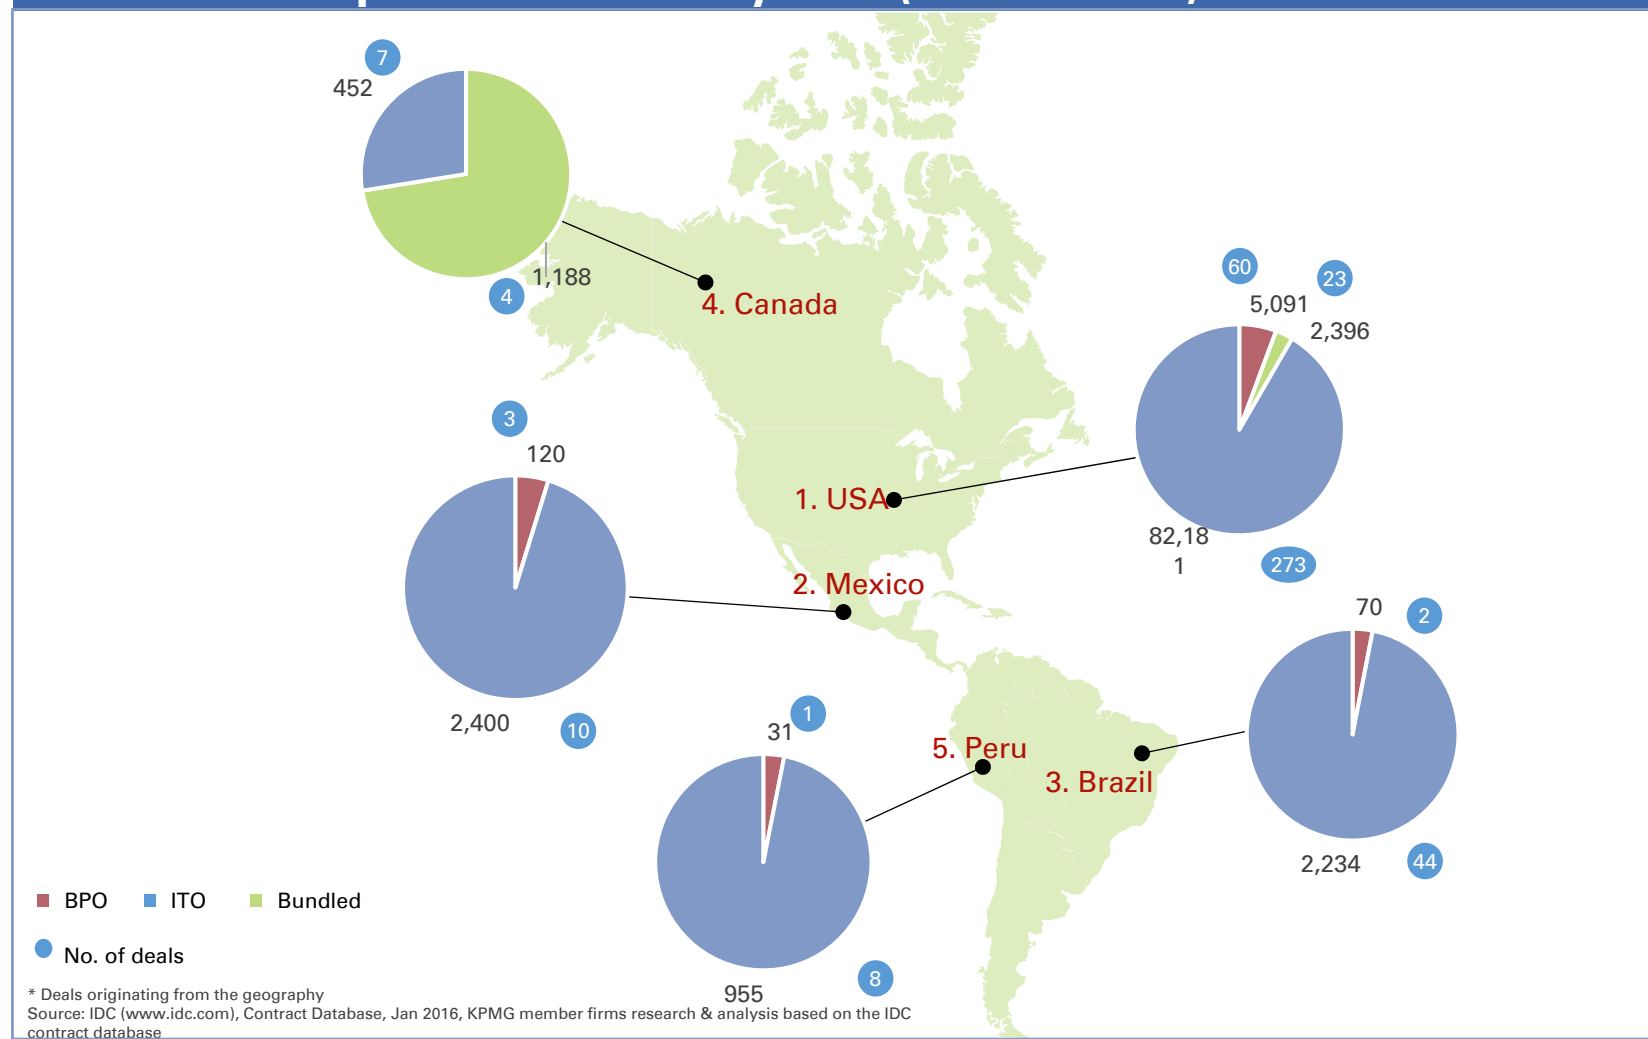 7
452
4
1,188
4. Canada
60
23
5,091
2,396
3
120
1. USA
82,18
1
273
2. Mexico
70
2
2,400
10
1
31
5. Peru
3. Brazil
2,234
44
BPO
ITO
Bundled
No. of deals
8
955
* Deals originating from the geography
Source: IDC (www.idc.com), Contract Database, Jan 2016, KPMG member firms research & analysis based on the IDC
contract database